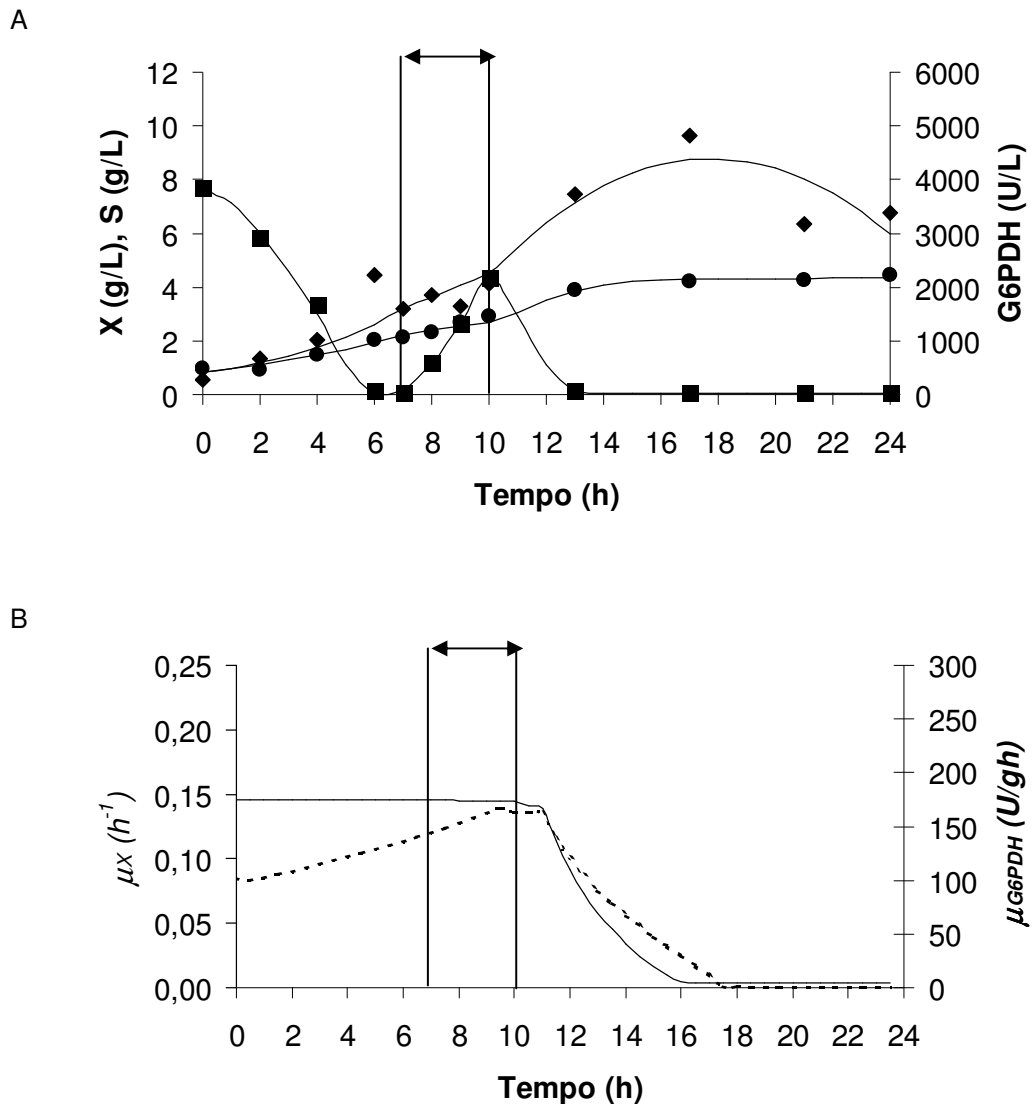 A
12
10
8
6
4
2
0
X (g/L), S (g/L)
6000
5000
4000
3000
2000
1000
0
G6PDH (U/L)
0 2 4 6 8 10 12 14 16 18 20 22 24
Tempo (h)
B
0,25
0,20
0,15
0,10
0,05
0,00
μx (h⁻¹)
300
250
200
150
100
50
0
μG6PDH (U/gh)
0 2 4 6 8 10 12 14 16 18 20 22 24
Tempo (h)